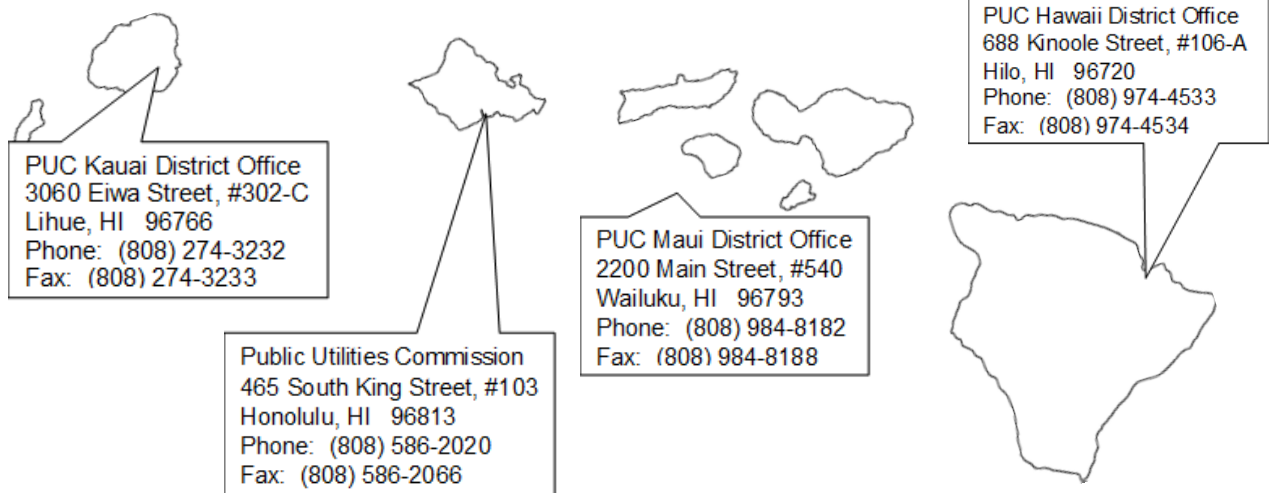 PUC Kauai District Office
3060 Eiwa Street, #302-C
Lihue, HI 96766
Phone: (808) 274-3232
Fax: (808) 274-3233
Public Utilities Commission
465 South King Street, #103
Honolulu, HI 96813
Phone: (808) 586-2020
Fax: (808) 586-2066
PUC Maui District Office
2200 Main Street, #540
Wailuku, HI 96793
Phone: (808) 984-8182
Fax: (808) 984-8188
PUC Hawaii District Office
688 Kinoole Street, #106-A
Hilo, HI 96720
Phone: (808) 974-4533
Fax: (808) 974-4534